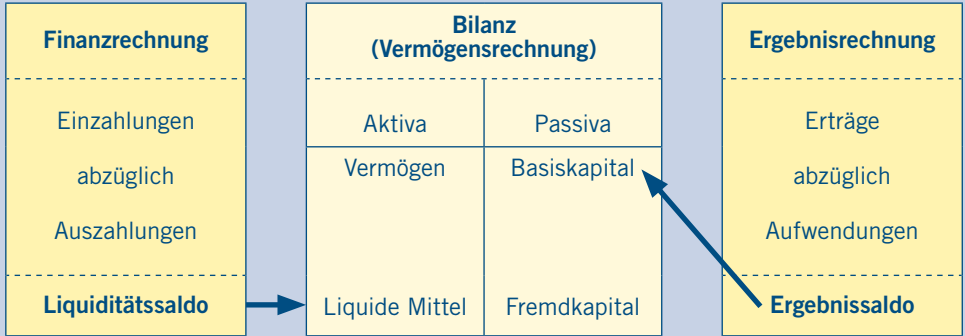 Finanzrechnung
Einzahlungen
abzüglich
Auszahlungen
Liquiditätssaldo
Bilanz
(Vermögensrechnung)
Aktiva
Passiva
Vermögen
Basiskapital
Liquide Mittel
Fremdkapital
Ergebnisrechnung
Erträge
abzüglich
Aufwendungen
Ergebnissaldo